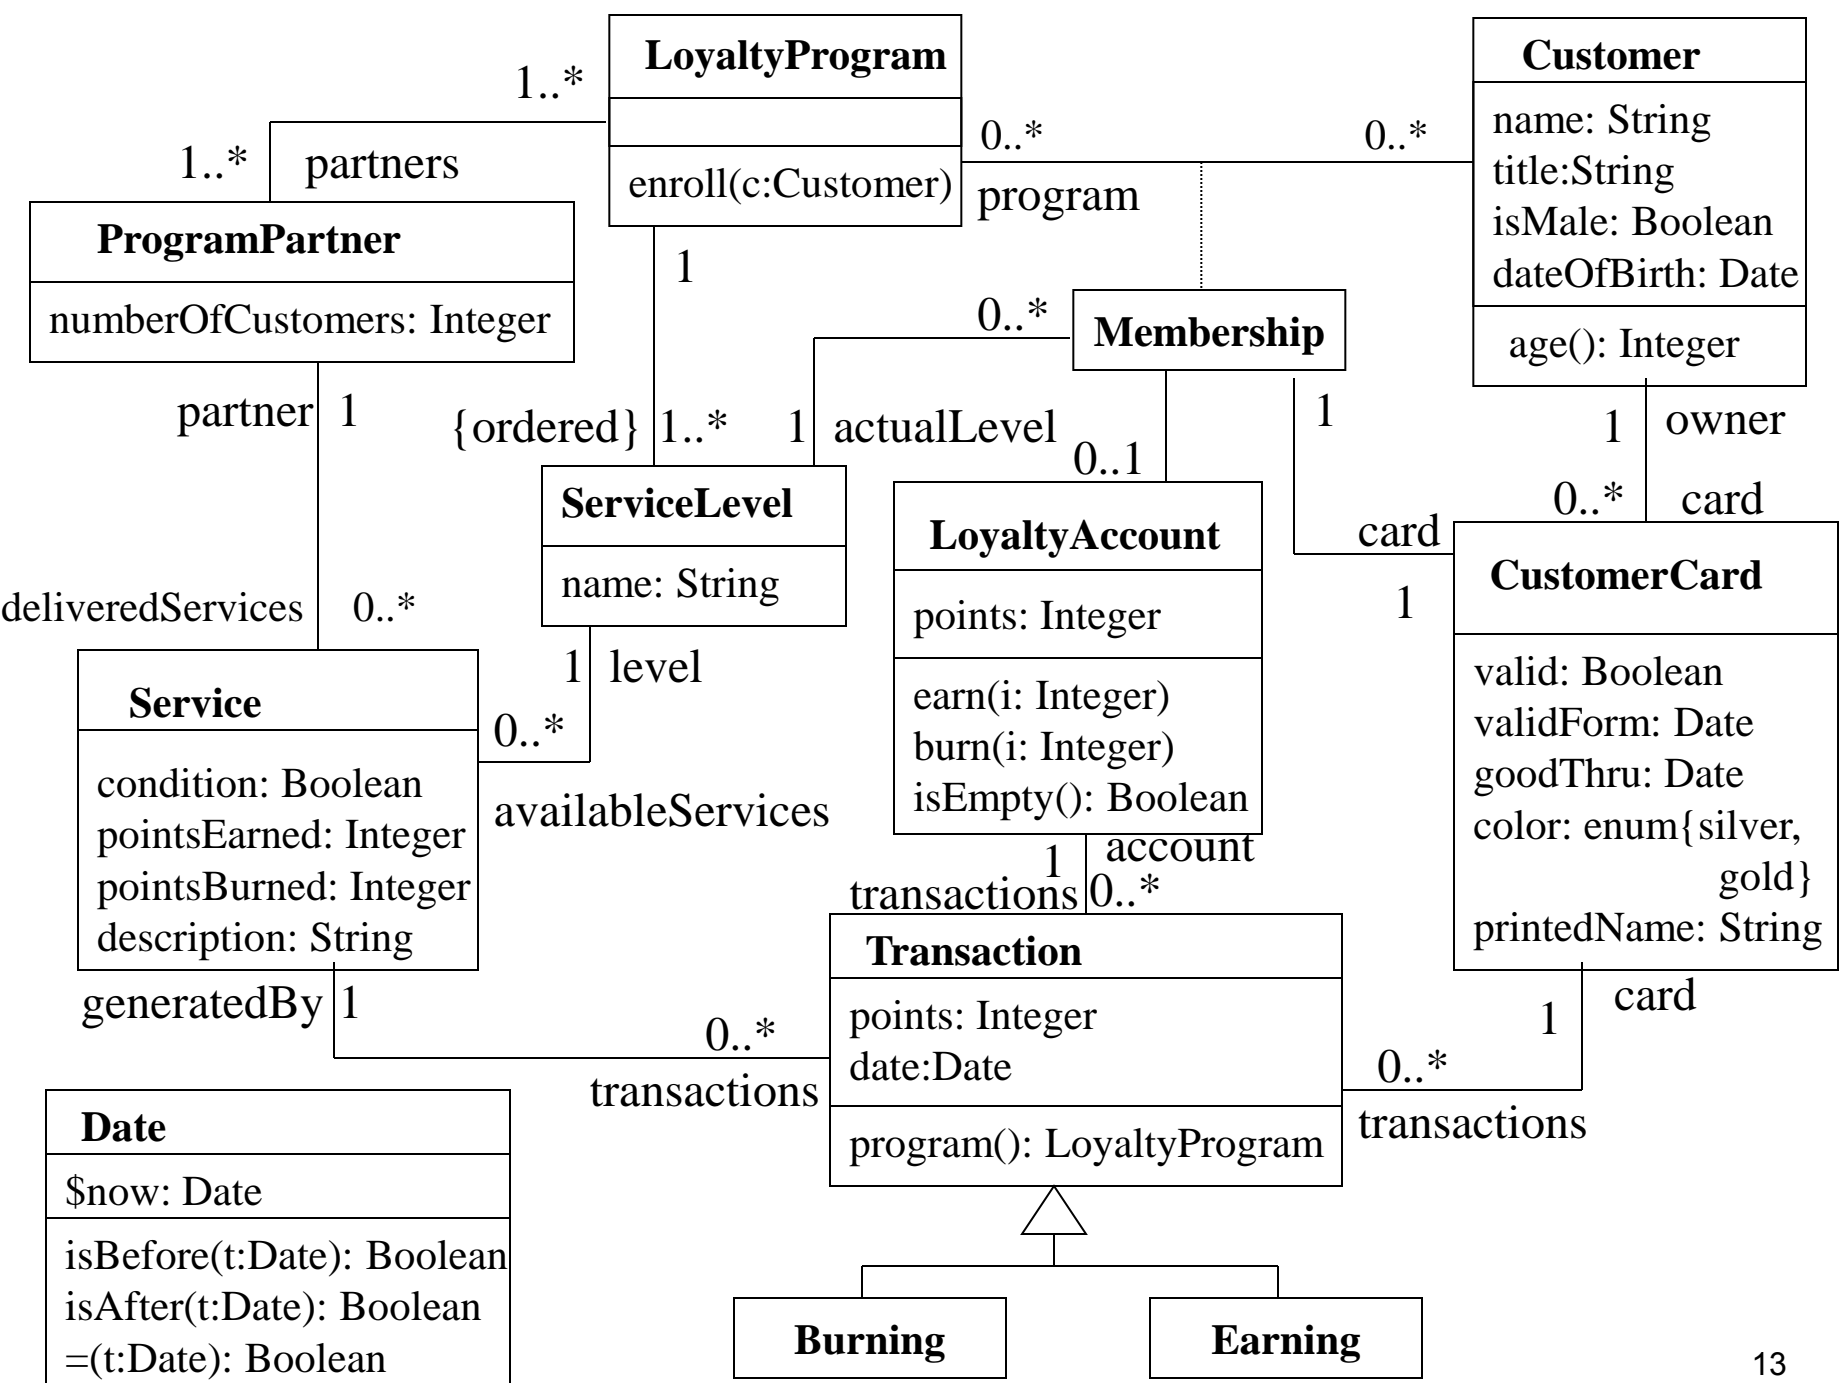 LoyaltyProgram
enroll(c:Customer)
Customer
name: String
title:String
isMale: Boolean
dateOfBirth: Date
age(): Integer
1..*
1..*
partners
0..*
0..*
program
ProgramPartner
numberOfCustomers: Integer
1
0..*
Membership
partner
1
{ordered}
1..*
1
actualLevel
0..1
1
1
owner
0..*
card
card
1
ServiceLevel
name: String
LoyaltyAccount
points: Integer
earn(i: Integer)
burn(i: Integer)
isEmpty(): Boolean
CustomerCard
valid: Boolean
validForm: Date
goodThru: Date
color: enum{silver,
gold}
printedName: String
deliveredServices
0..*
1
level
0..*
availableServices
Service
condition: Boolean
pointsEarned: Integer
pointsBurned: Integer
description: String
1
account
transactions
0..*
generatedBy
1
0..*
transactions
Transaction
points: Integer
date:Date
program(): LoyaltyProgram
card
1
0..*
transactions
Date
$now: Date
isBefore(t:Date): Boolean
isAfter(t:Date): Boolean
=(t:Date): Boolean
Burning
Earning
13